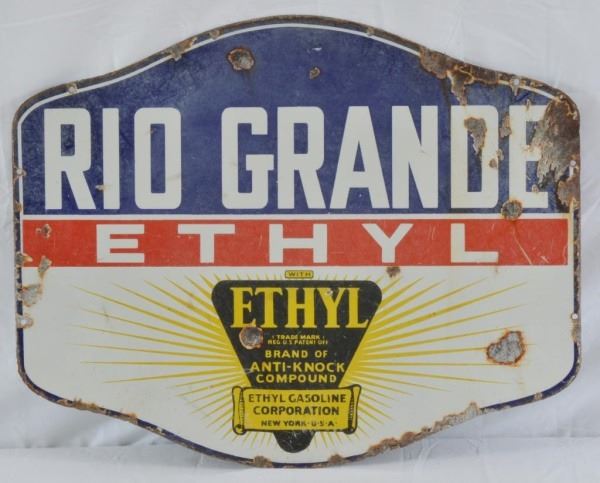 RIO GRANDE
ETHYL
WITH
ETHYL
TRADE MARK
REG U.S PATENT OFF
BRAND OF
ANTI-KNOCK
COMPOUND
ETHYL GASOLINE
CORPORATION
NEW YORK·U·S·A·